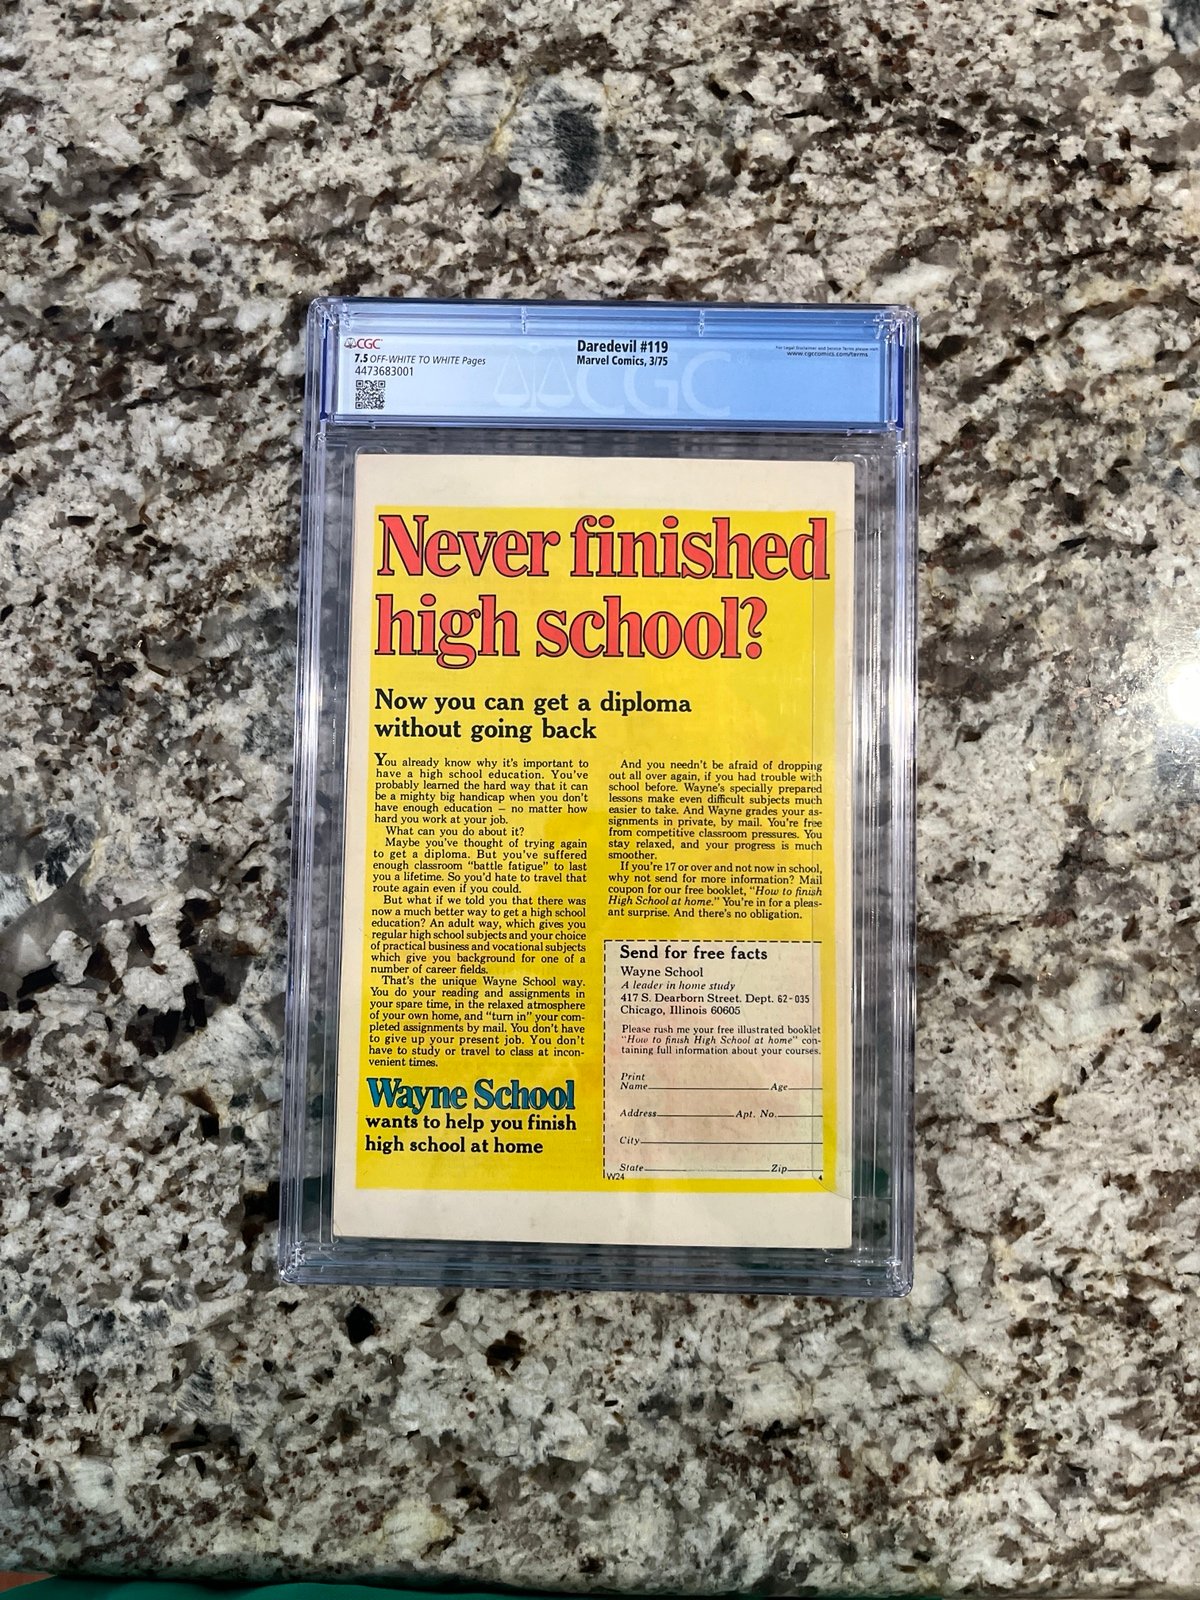 CGC
7.5 OFF-WHITE TO WHITE Pages
4473683001
Daredevil #119
Marvel Comics, 3/75
For Legal Disclaimer and Service Terms please visit:
www.cgccomics.com/terms
CGC
Never finished
high school?
Now you can get a diploma
without going back
You already know why it's important to
have a high school education. You've
probably learned the hard way that it can
be a mighty big handicap when you don't
have enough education – no matter how
hard you work at your job.
What can you do about it?
Maybe you've thought of trying again
to get a diploma. But you've suffered
enough classroom "battle fatigue" to last
you a lifetime. So you'd hate to travel that
route again even if you could.
But what if we told you that there was
now a much better way to get a high school
education? An adult way, which gives you
regular high school subjects and your choice
of practical business and vocational subjects
which give you background for one of a
number of career fields.
That's the unique Wayne School way.
You do your reading and assignments in
your spare time, in the relaxed atmosphere
of your own home, and "turn in" your com-
pleted assignments by mail. You don't have
to give up your present job. You don't
have to study or travel to class at incon-
venient times.
Wayne School
wants to help you finish
high school at home
And you needn't be afraid of dropping
out all over again, if you had trouble with
school before. Wayne's specially prepared
lessons make even difficult subjects much
easier to take. And Wayne grades your as-
signments in private, by mail. You're free
from competitive classroom pressures. You
stay relaxed, and your progress is much
smoother.
If you're 17 or over and not now in school,
why not send for more information? Mail
coupon for our free booklet, "How to finish
High School at home." You're in for a pleas-
ant surprise. And there's no obligation.
Send for free facts
Wayne School
A leader in home study
417 S. Dearborn Street. Dept. 62-035
Chicago, Illinois 60605
Please rush me your free illustrated booklet
"How to finish High School at home" con-
taining full information about your courses.
Print
Name Age
Address Apt. No.
City
State Zip
W24 4